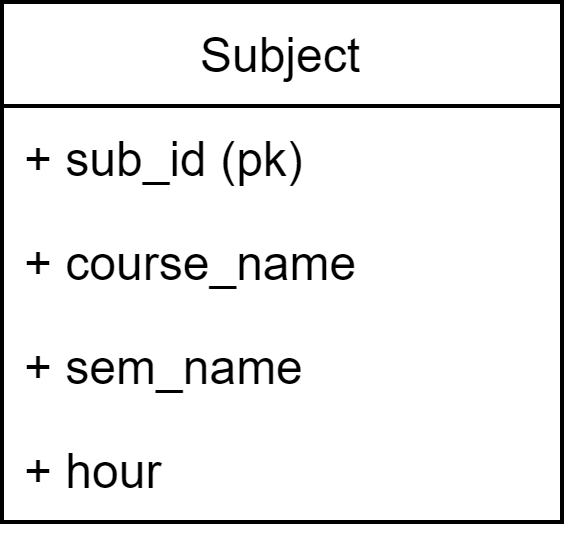 Subject
+ sub_id (pk)
+ course_name
+ sem_name
+ hour